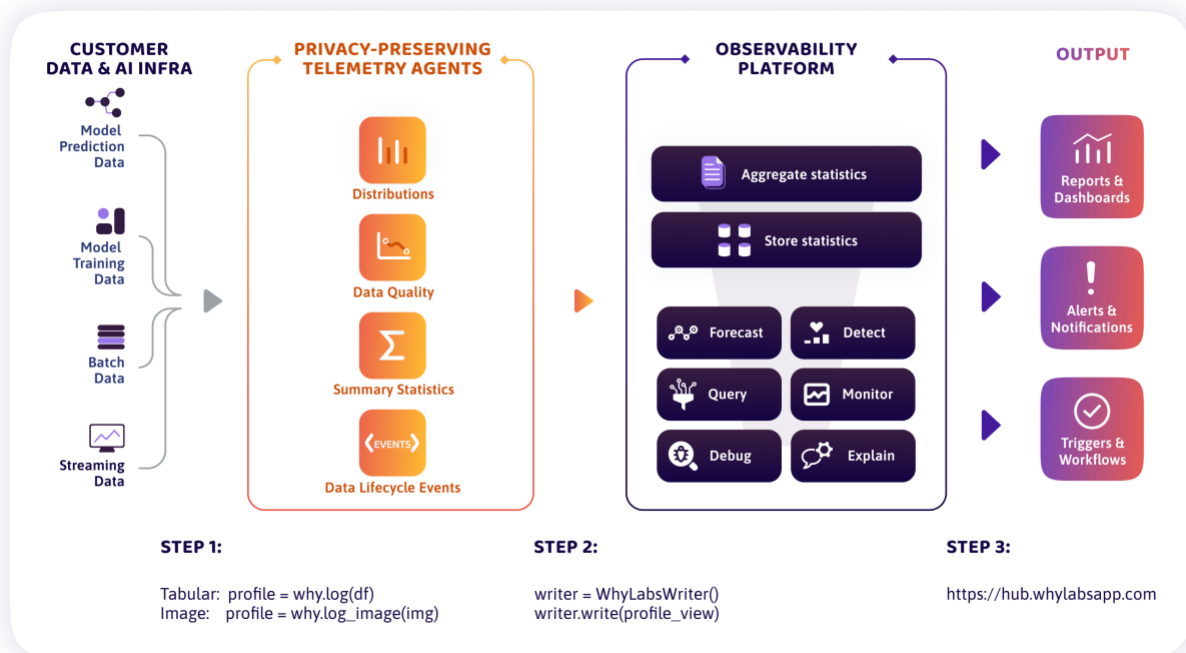 CUSTOMER
DATA & AI INFRA
Model
Prediction
Data
Model
Training
Data
Batch
Data
Streaming
Data
PRIVACY-PRESERVING
TELEMETRY AGENTS
Distributions
Data Quality
Summary Statistics
EVENTS
Data Lifecycle Events
OBSERVABILITY
PLATFORM
Aggregate statistics
Store statistics
Forecast
Detect
Query
Monitor
Debug
Explain
OUTPUT
Reports &
Dashboards
Alerts &
Notifications
Triggers &
Workflows
STEP 1:
Tabular: profile = why.log(df)
Image: profile = why.log_image(img)
STEP 2:
writer = WhyLabsWriter()
writer.write(profile_view)
STEP 3:
https://hub.whylabsapp.com